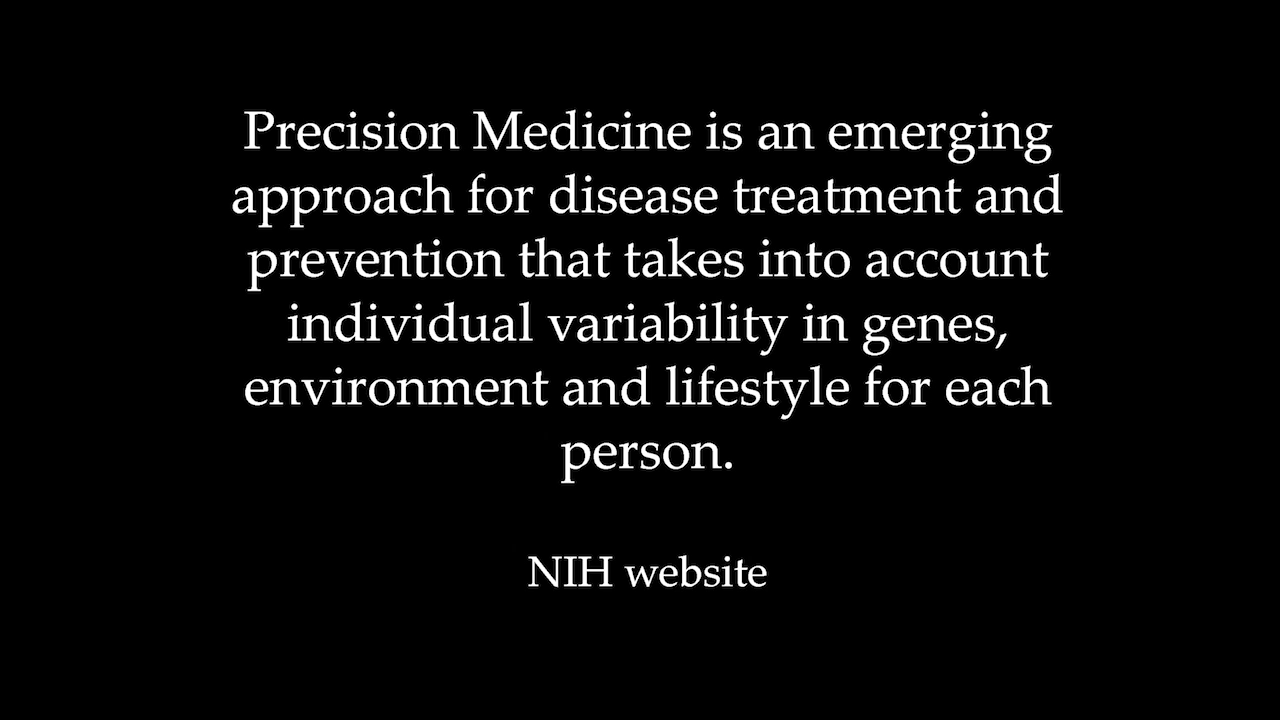 Precision Medicine is an emerging
approach for disease treatment and
prevention that takes into account
individual variability in genes,
environment and lifestyle for each
person.
NIH website